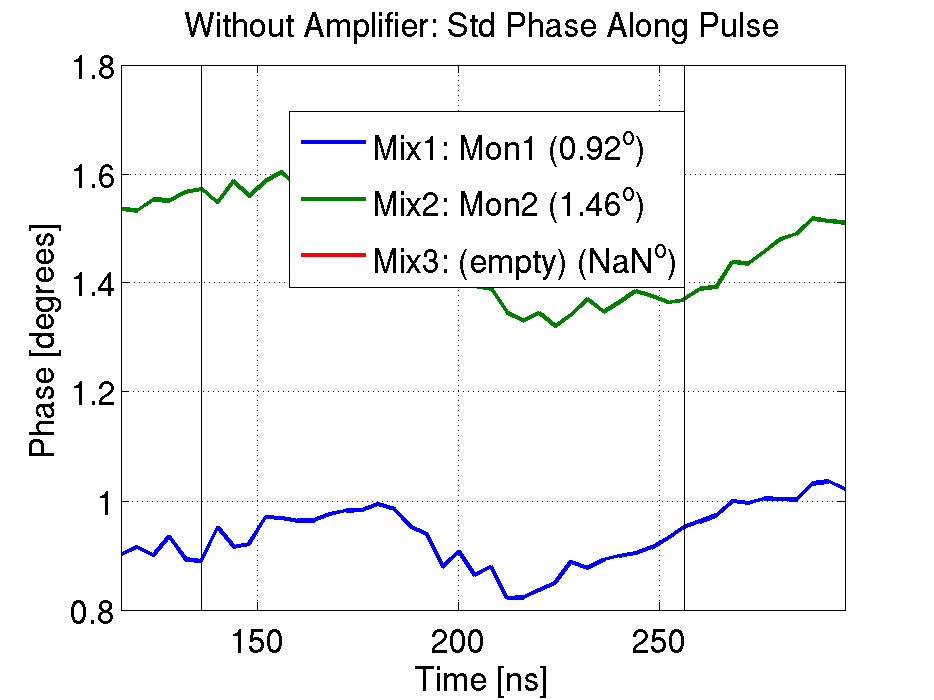 Without Amplifier: Std Phase Along Pulse
1.8
1.6
1.4
1.2
1
0.8
Phase [degrees]
Mix1: Mon1 (0.92°)
Mix2: Mon2 (1.46°)
Mix3: (empty) (NaN°)
150 200 250
Time [ns]